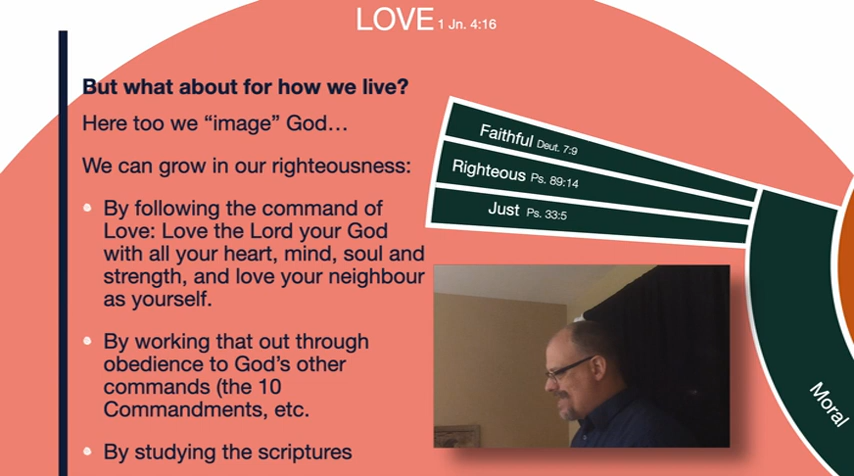 LOVE 1 Jn. 4:16
But what about for how we live?
Here too we “image” God…
We can grow in our righteousness:
• By following the command of
Love: Love the Lord your God
with all your heart, mind, soul and
strength, and love your neighbour
as yourself.
• By working that out through
obedience to God’s other
commands (the 10
Commandments, etc.
• By studying the scriptures
Faithful Deut. 7:9
Righteous Ps. 89:14
Just Ps. 33:5
Moral